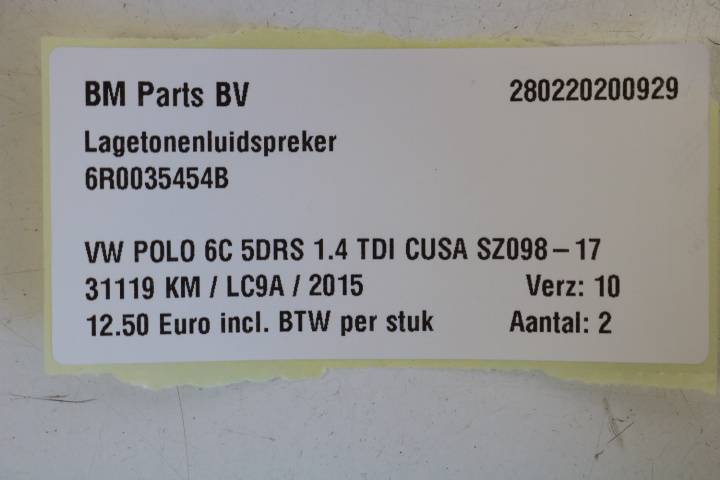 BM Parts BV 280220200929
Lagetonenluidspreker
6R0035454B
VW POLO 6C 5DRS 1.4 TDI CUSA SZ098-17
31119 KM / LC9A / 2015 Verz: 10
12.50 Euro incl. BTW per stuk Aantal: 2